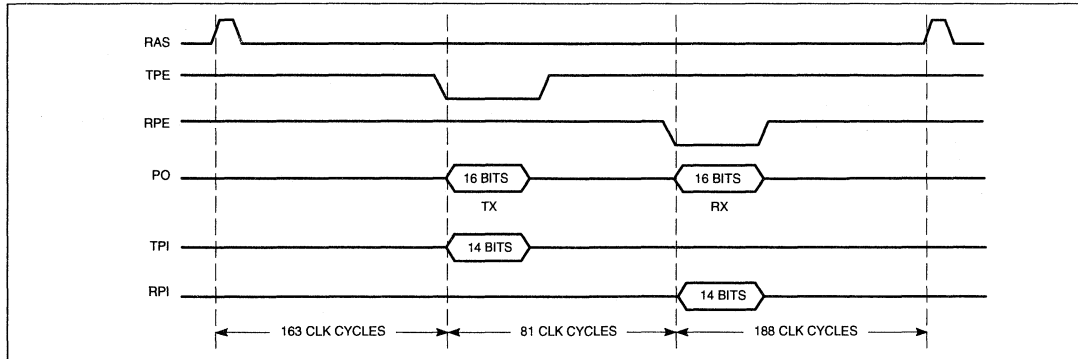 RAS
TPE
RPE
PO 16 BITS 16 BITS
TX RX
TPI 14 BITS
RPI 14 BITS
163 CLK CYCLES 81 CLK CYCLES 188 CLK CYCLES